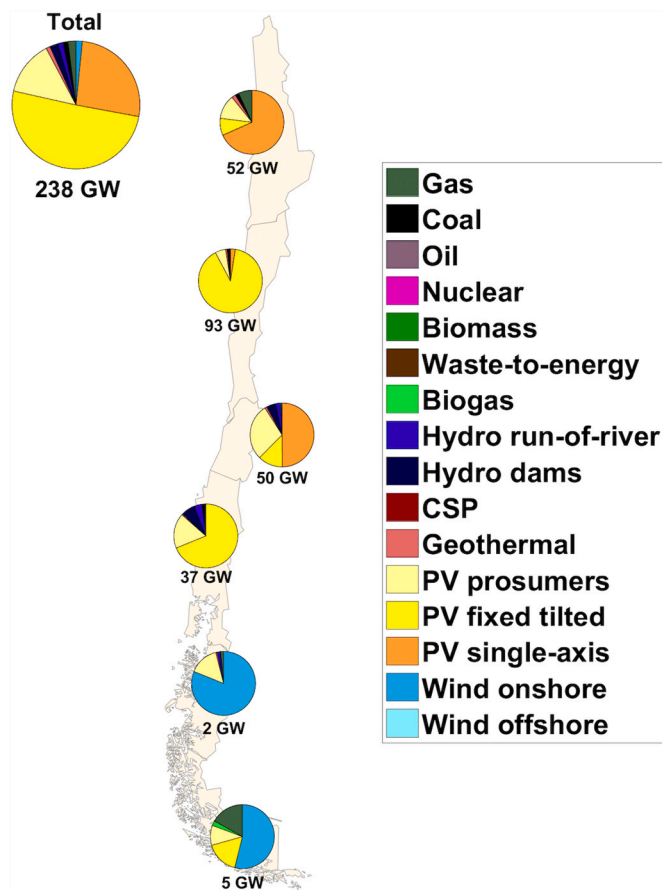 Total
238 GW
52 GW
93 GW
50 GW
37 GW
2 GW
5 GW
Gas
Coal
Oil
Nuclear
Biomass
Waste-to-energy
Biogas
Hydro run-of-river
Hydro dams
CSP
Geothermal
PV prosumers
PV fixed tilted
PV single-axis
Wind onshore
Wind offshore